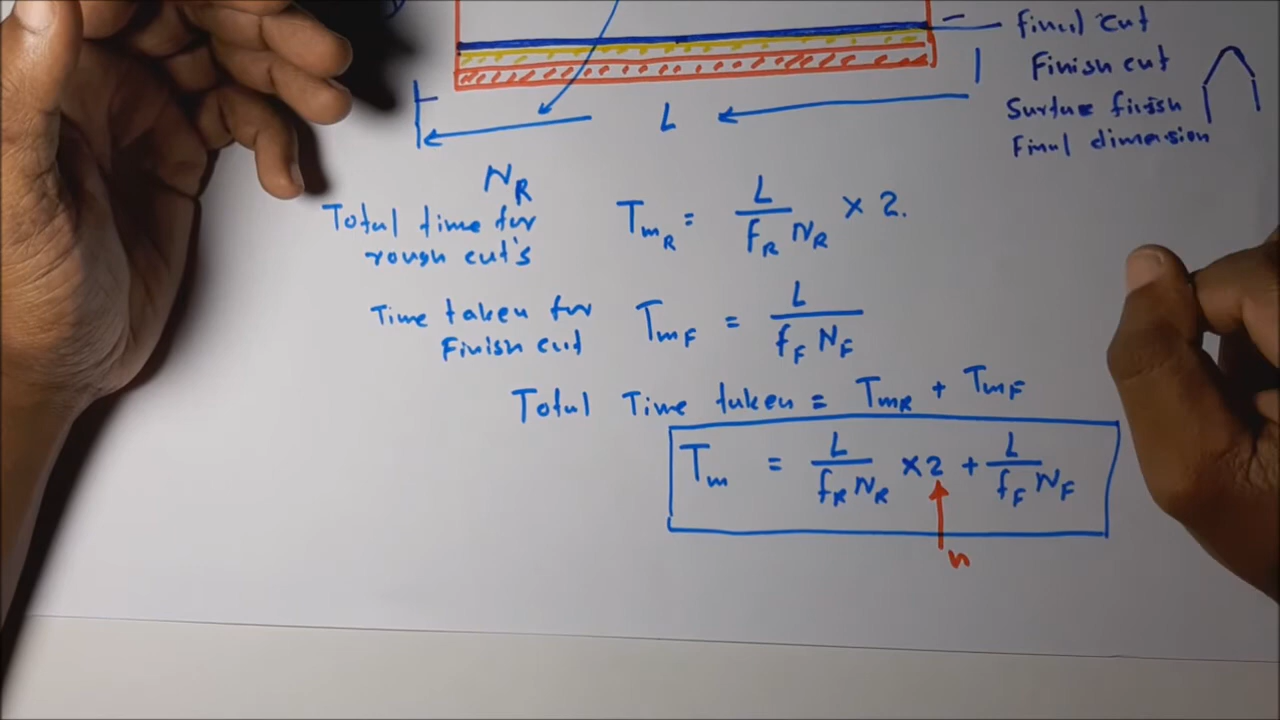 final cut
Finish cut
Surfuse finish
Final dimension
L
N_R
Total time for rough cut's
T_mR = L / f_R N_R × 2.
Time taken for Finish cut
T_mF = L / f_F N_F
Total Time taken = T_mR + T_mF
T_m = L / f_R N_R × 2 + L / f_F N_F
n